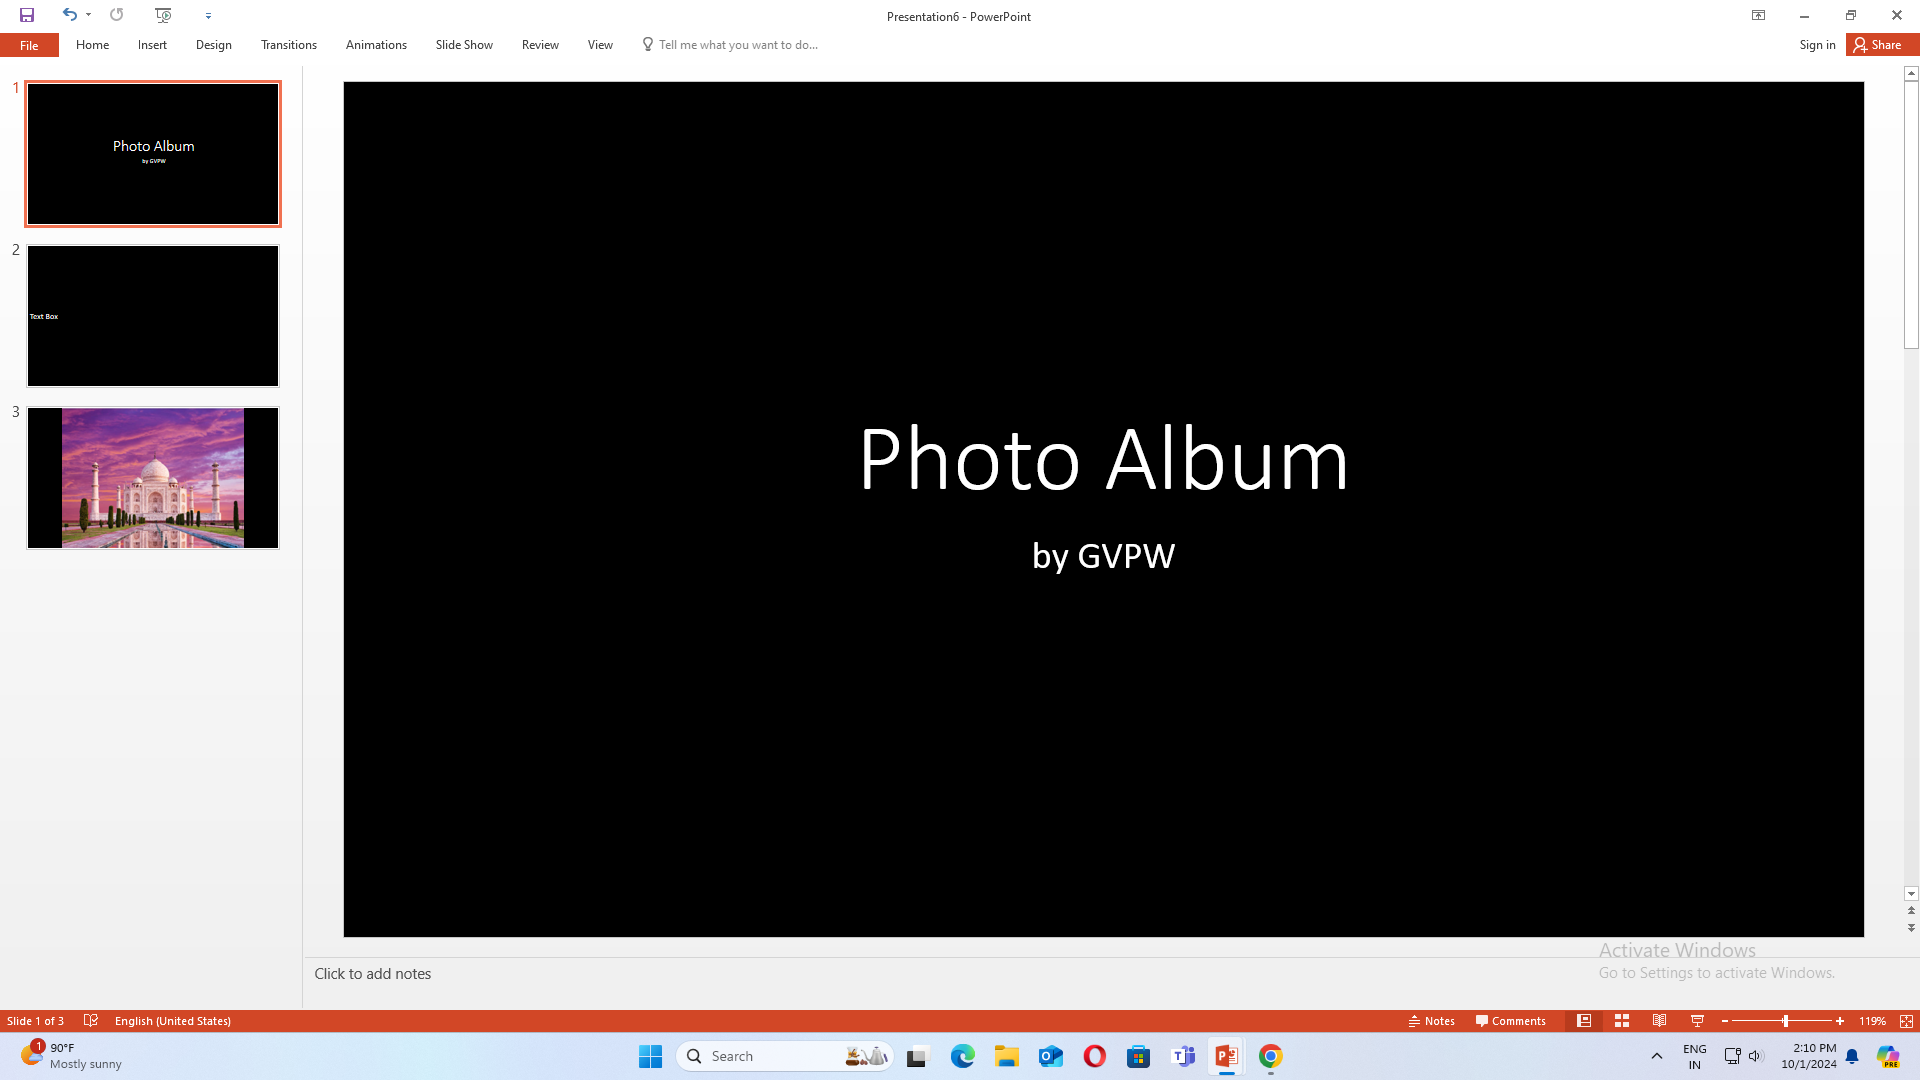 Presentation6 - PowerPoint
File
Home
Insert
Design
Transitions
Animations
Slide Show
Review
View
Tell me what you want to do...
Sign in
Share
1
Photo Album
by GVPW
2
Text Box
3
Photo Album
by GVPW
Activate Windows
Go to Settings to activate Windows.
Click to add notes
Slide 1 of 3
English (United States)
Notes
Comments
119%
1
90°F
Mostly sunny
Search
PRE
ENG
IN
2:10 PM
10/1/2024